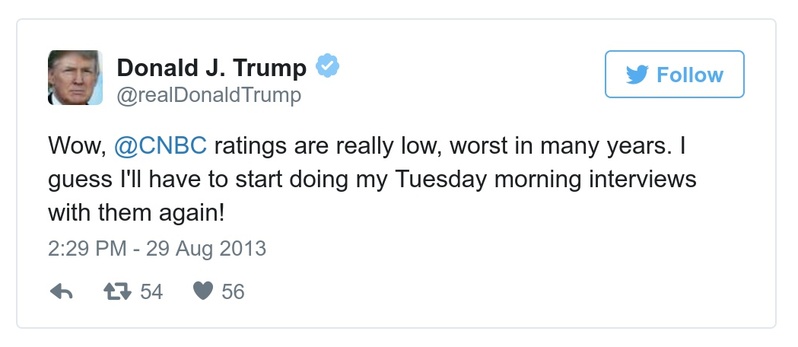 Donald J. Trump
@realDonaldTrump
Follow
Wow, @CNBC ratings are really low, worst in many years. I
guess I'll have to start doing my Tuesday morning interviews
with them again!
2:29 PM - 29 Aug 2013
54 56